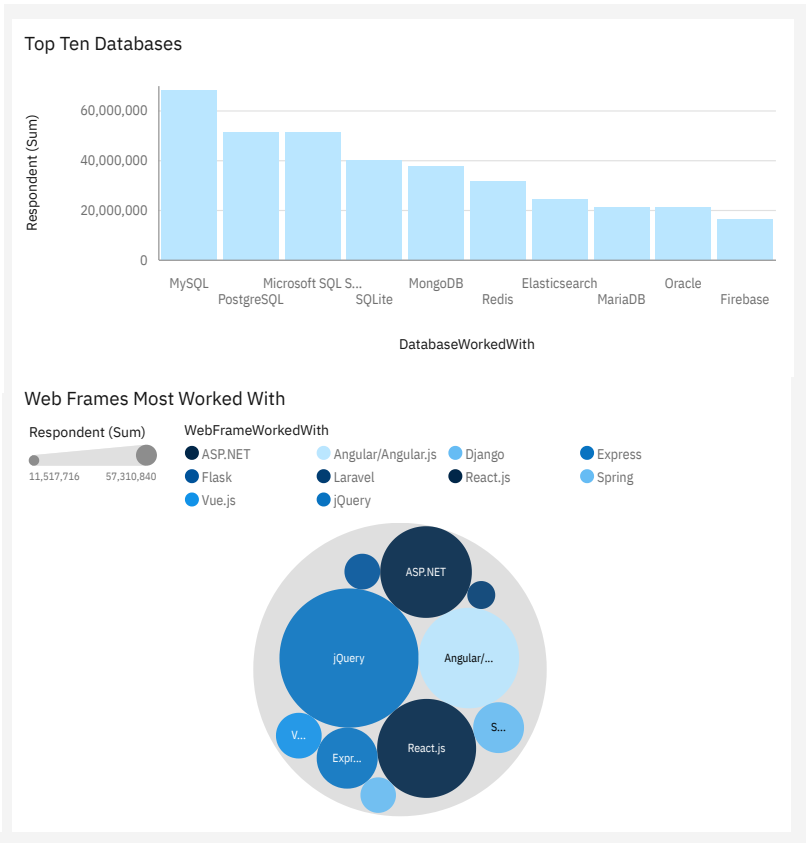 Top Ten Databases
Respondent (Sum)
60,000,000
40,000,000
20,000,000
0
MySQL
PostgreSQL
Microsoft SQL S...
SQLite
MongoDB
Redis
Elasticsearch
MariaDB
Oracle
Firebase
DatabaseWorkedWith
Web Frames Most Worked With
Respondent (Sum)
11,517,716 57,310,840
WebFrameWorkedWith
ASP.NET Angular/Angular.js Django Express
Flask Laravel React.js Spring
Vue.js jQuery
ASP.NET
jQuery
Angular/...
S...
V...
React.js
Expr...